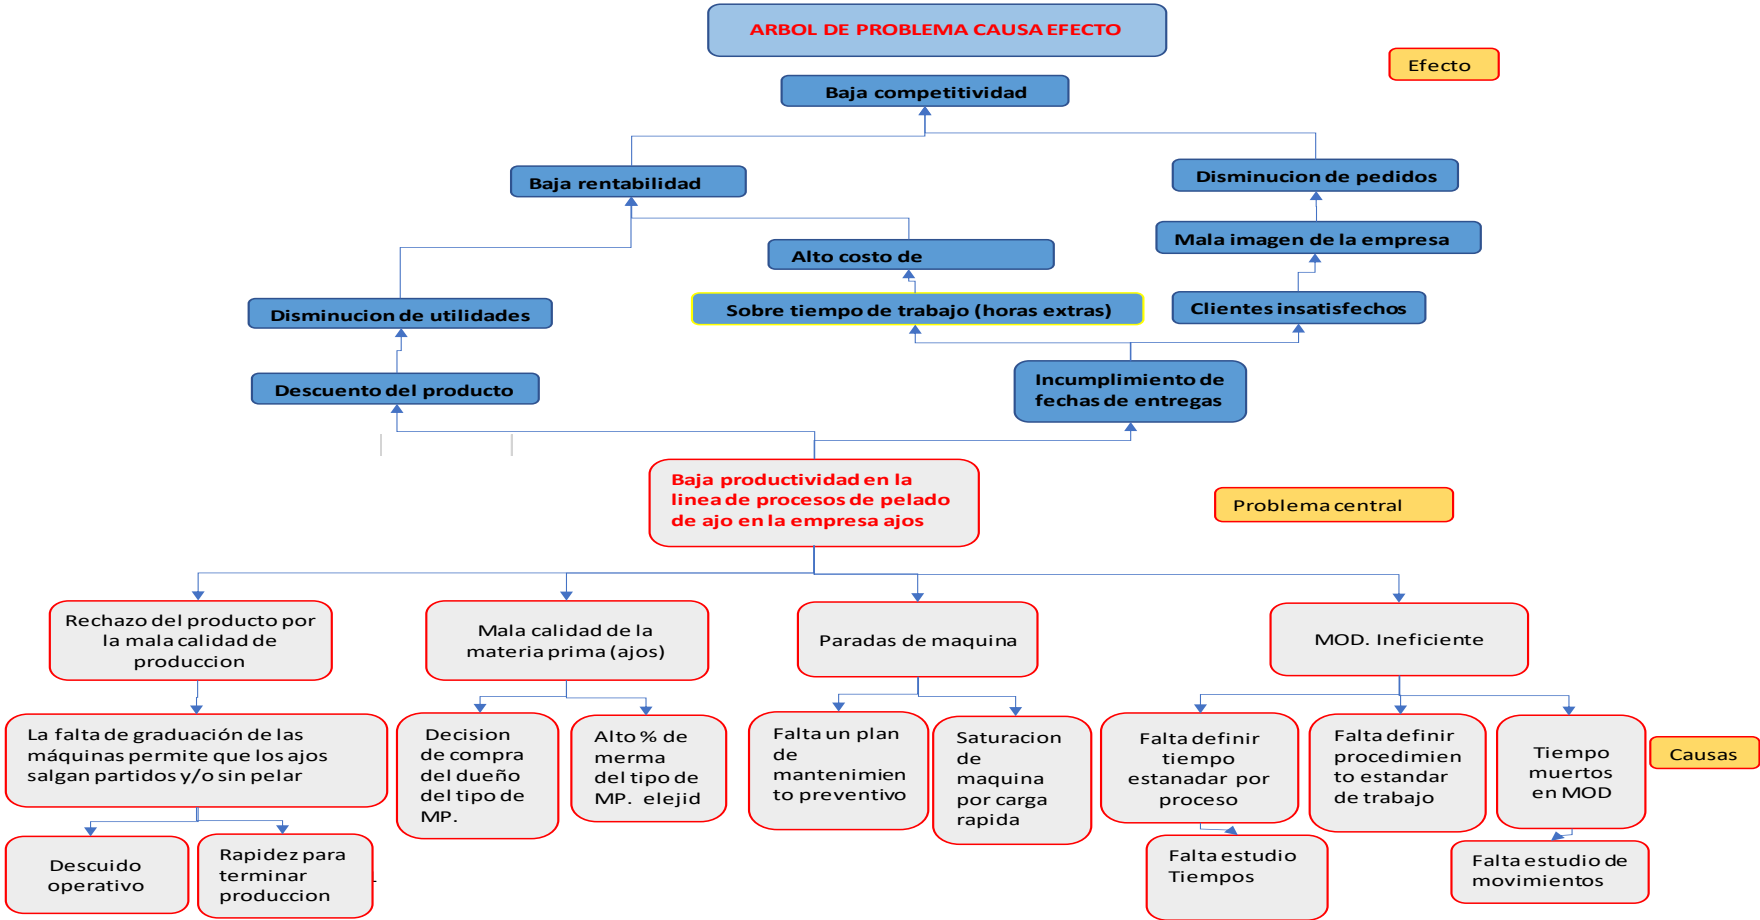 ARBOL DE PROBLEMA CAUSA EFECTO
Efecto
Baja competitividad
Baja rentabilidad
Disminucion de pedidos
Alto costo de
Mala imagen de la empresa
Disminucion de utilidades
Sobre tiempo de trabajo (horas extras)
Clientes insatisfechos
Descuento del producto
Incumplimiento de
fechas de entregas
Baja productividad en la
linea de procesos de pelado
de ajo en la empresa ajos
Problema central
Rechazo del producto por
la mala calidad de
produccion
Mala calidad de la
materia prima (ajos)
Paradas de maquina
MOD. Ineficiente
La falta de graduación de las
máquinas permite que los ajos
salgan partidos y/o sin pelar
Decision
de compra
del dueño
del tipo de
MP.
Alto % de
merma
del tipo de
MP. elejid
Falta un plan
de
mantenimien
to preventivo
Saturacion
de
maquina
por carga
rapida
Falta definir
tiempo
estanadar por
proceso
Falta definir
procedimien
to estandar
de trabajo
Tiempo
muertos
en MOD
Causas
Descuido
operativo
Rapidez para
terminar
produccion
Falta estudio
Tiempos
Falta estudio de
movimientos